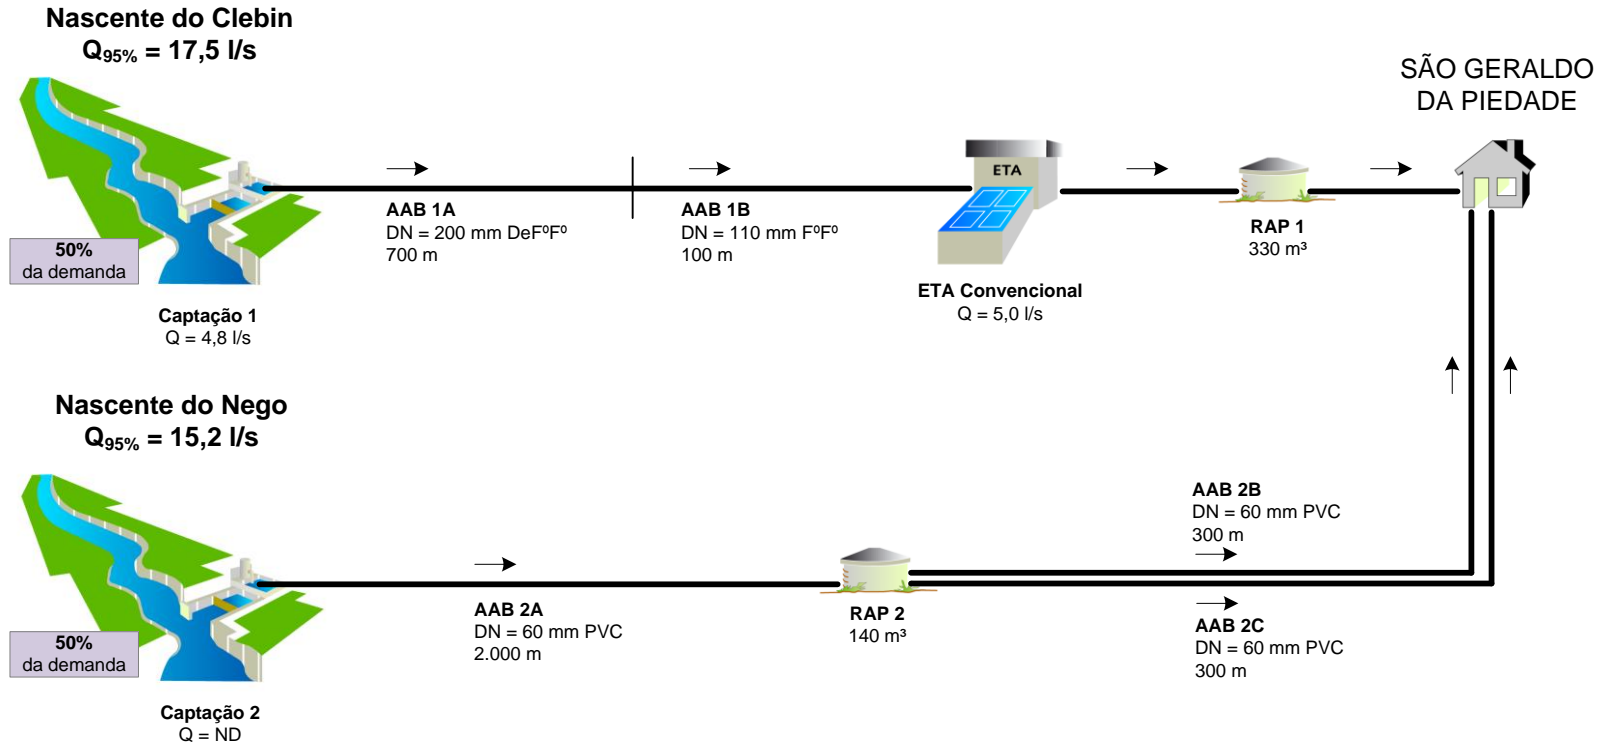 Nascente do Clebin
Q95% = 17,5 l/s
50%
da demanda
Captação 1
Q = 4,8 l/s
AAB 1A
DN = 200 mm DeFºFº
700 m
AAB 1B
DN = 110 mm FºFº
100 m
ETA
ETA Convencional
Q = 5,0 l/s
RAP 1
330 m³
SÃO GERALDO
DA PIEDADE
Nascente do Nego
Q95% = 15,2 l/s
50%
da demanda
Captação 2
Q = ND
AAB 2A
DN = 60 mm PVC
2.000 m
RAP 2
140 m³
AAB 2B
DN = 60 mm PVC
300 m
AAB 2C
DN = 60 mm PVC
300 m